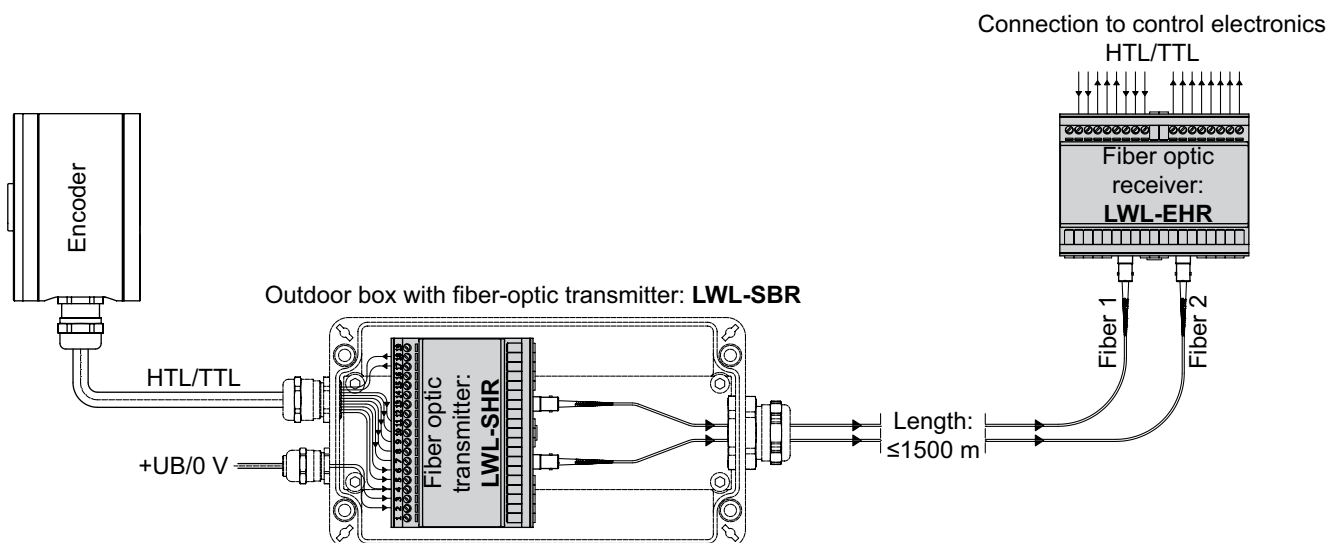 Connection to control electronics
HTL/TTL
Fiber optic
receiver:
LWL-EHR
Encoder
Outdoor box with fiber-optic transmitter: LWL-SBR
Fiber 1
Fiber 2
HTL/TTL
Fiber optic
transmitter:
LWL-SHR
Length:
≤1500 m
+UB/0 V